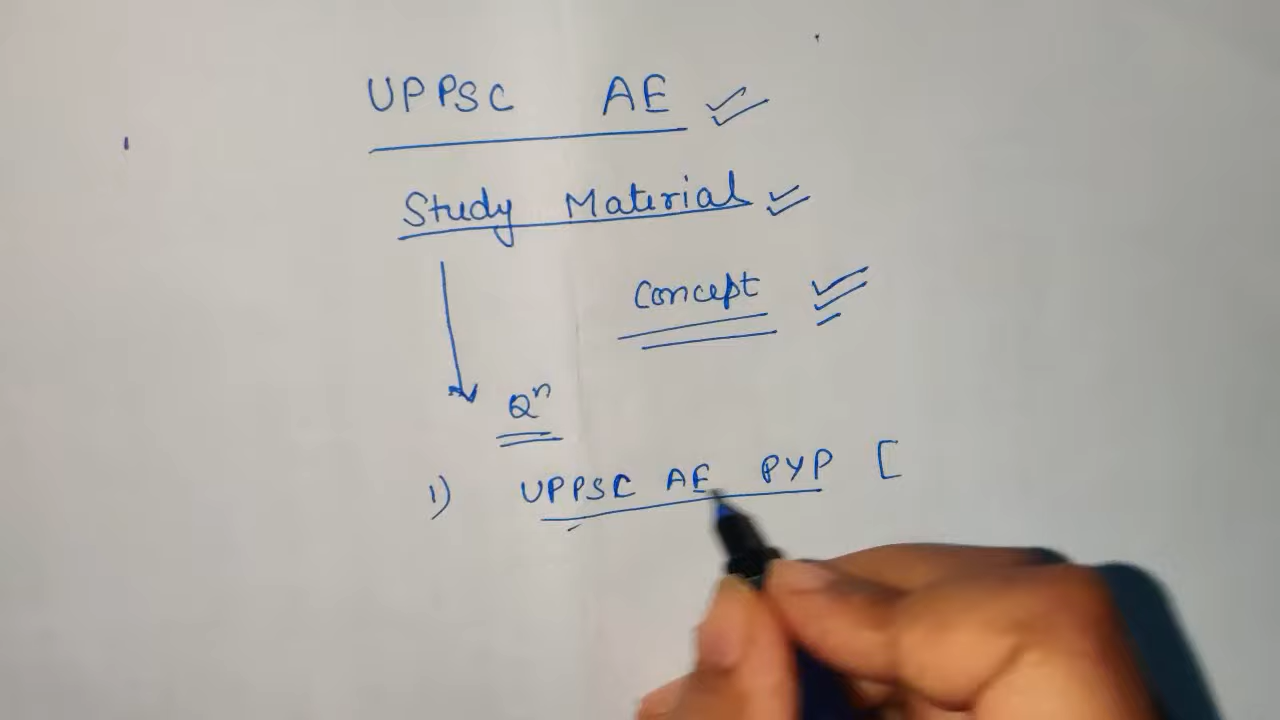 UPPSC AE
Study Material
Concept
Qⁿ
1) UPPSC AE PYP [